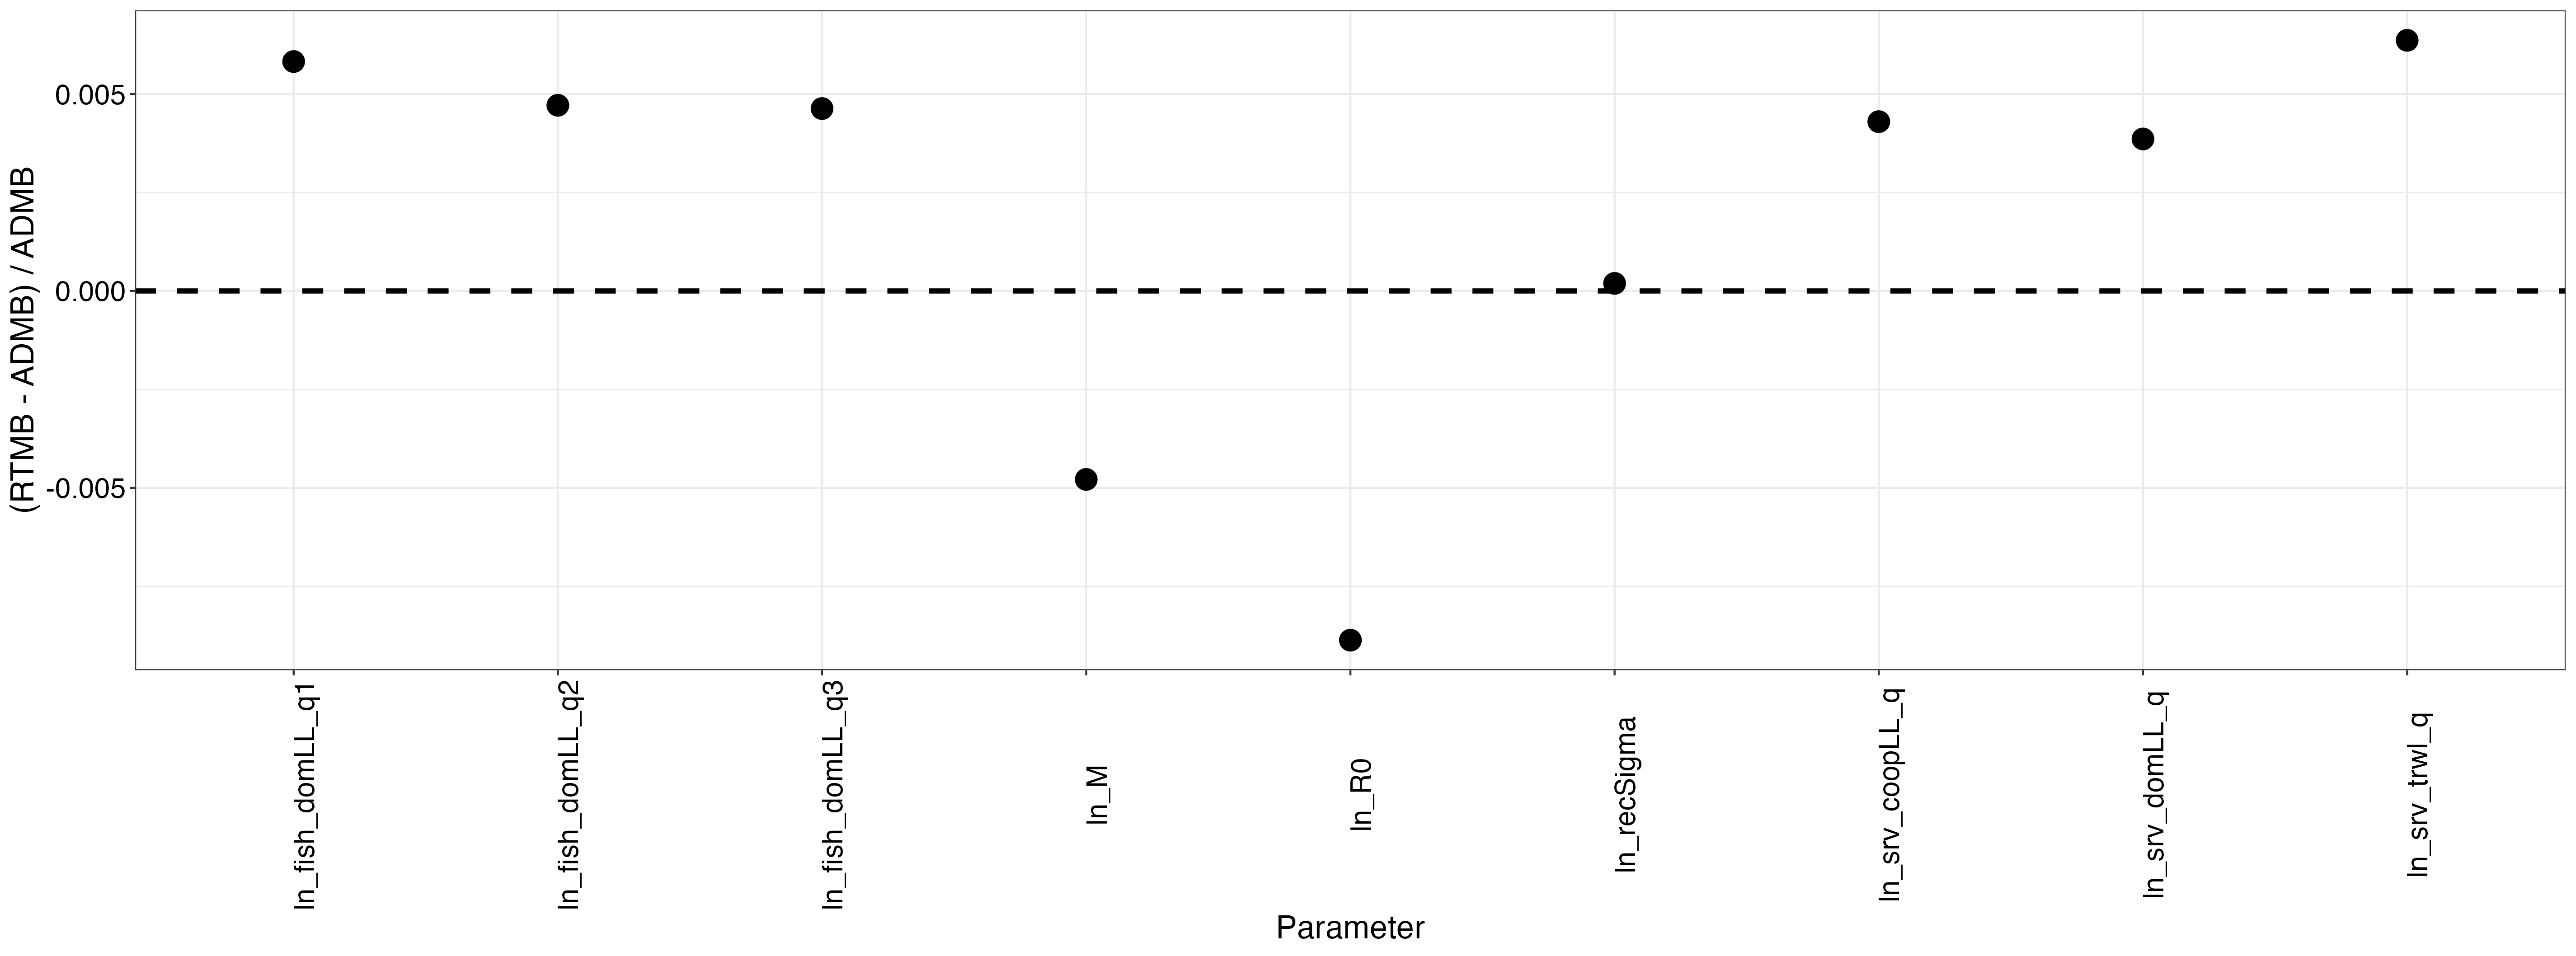 (RTMB - ADMB) / ADMB
0.005
0.000
-0.005
ln_fish_domLL_q1
ln_fish_domLL_q2
ln_fish_domLL_q3
ln_M
ln_R0
ln_recSigma
ln_srv_coopLL_q
ln_srv_domLL_q
ln_srv_trwl_q
Parameter